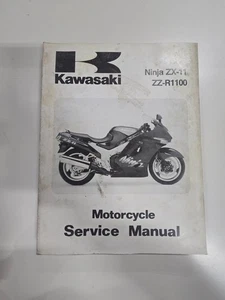 Kawasaki
Ninja ZX-11
ZZ-R1100
Motorcycle
Service Manual